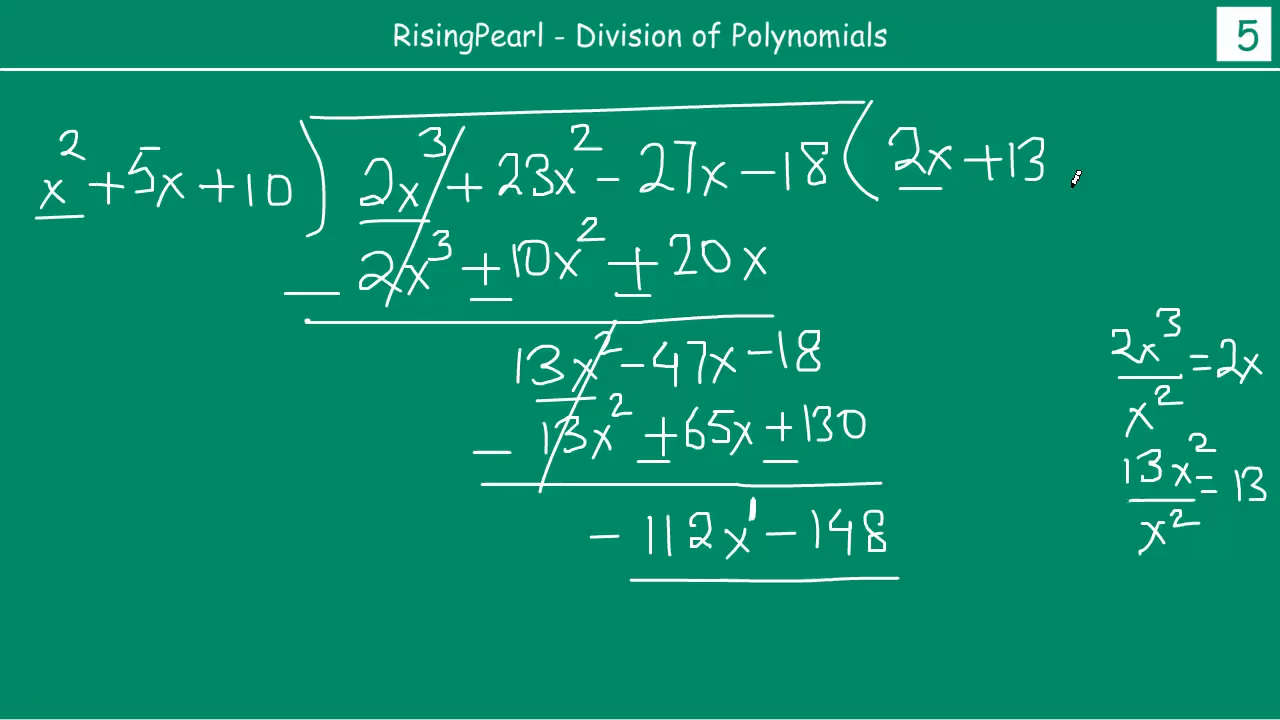 RisingPearl - Division of Polynomials
5
x² + 5x + 10 ) 2x³ + 23x² - 27x - 18 ( 2x + 13
- 2x³ + 10x² + 20x
13x² - 47x - 18
- 13x² + 65x + 130
- 112x¹ - 148
2x³/x² = 2x
13x²/x² = 13